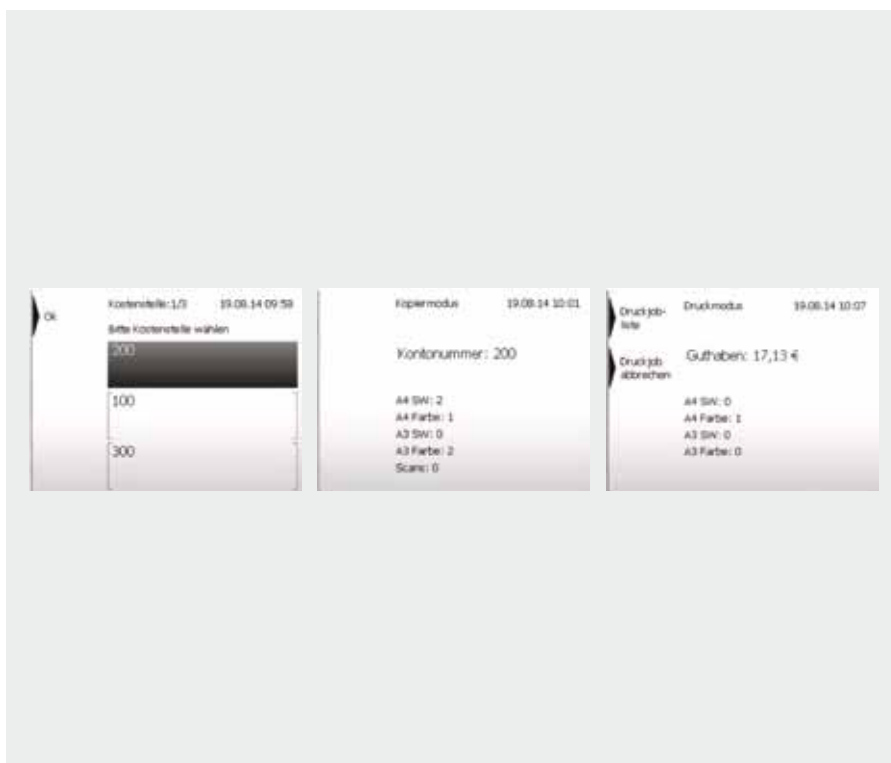 Ok
Kostenstelle:1/3 19.08.14 09:59
Bitte Kostenstelle wählen
200
100
300
Kopiermodus 19.08.14 10:01
Kontonummer: 200
A4 SW: 2
A4 Farbe: 1
A3 SW: 0
A3 Farbe: 2
Scans: 0
Druckjob-
liste
Druckjob
abbrechen
Druckmodus 19.08.14 10:07
Guthaben: 17,13 €
A4 SW: 0
A4 Farbe: 1
A3 SW: 0
A3 Farbe: 0